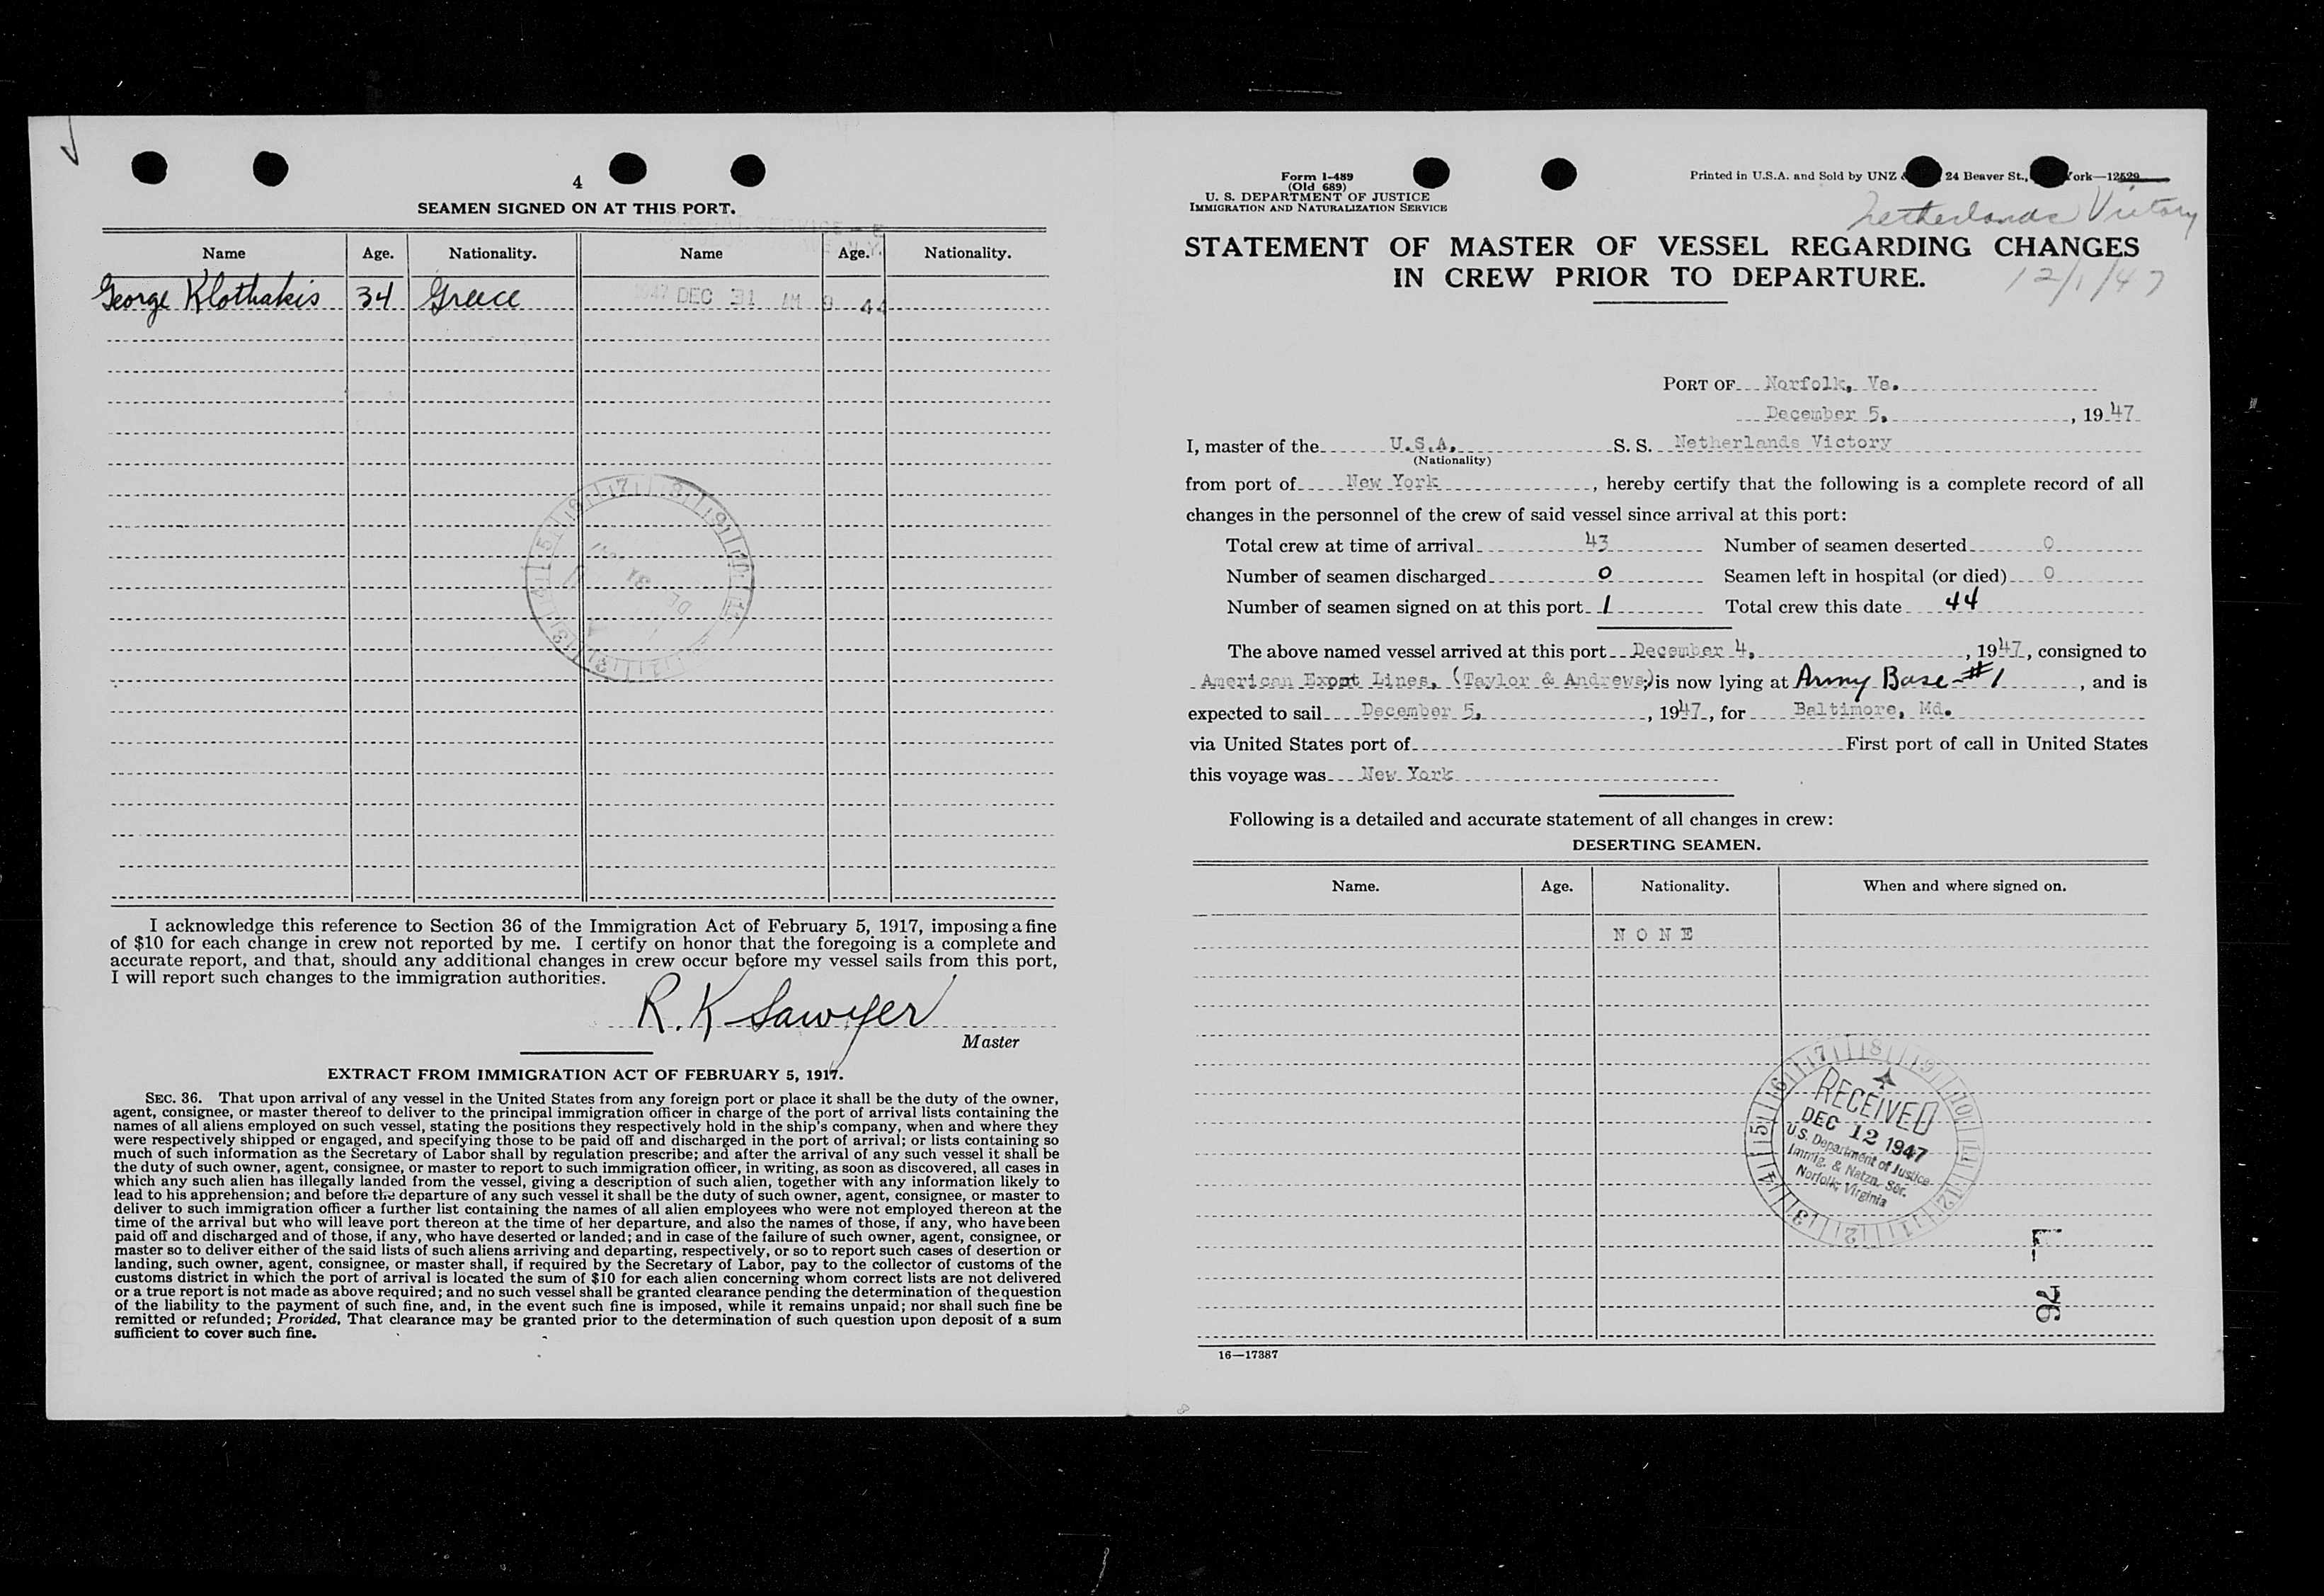 4
SEAMEN SIGNED ON AT THIS PORT.
Name Age. Nationality. Name Age. Nationality.
George Klothakis 34 Greece
1947 DEC 31 AM 9 44
I acknowledge this reference to Section 36 of the Immigration Act of February 5, 1917, imposing a fine
of $10 for each change in crew not reported by me. I certify on honor that the foregoing is a complete and
accurate report, and that, should any additional changes in crew occur before my vessel sails from this port,
I will report such changes to the immigration authorities.
R. K Sawyer
Master
EXTRACT FROM IMMIGRATION ACT OF FEBRUARY 5, 1917.
SEC. 36. That upon arrival of any vessel in the United States from any foreign port or place it shall be the duty of the owner,
agent, consignee, or master thereof to deliver to the principal immigration officer in charge of the port of arrival lists containing the
names of all aliens employed on such vessel, stating the positions they respectively hold in the ship's company, when and where they
were respectively shipped or engaged, and specifying those to be paid off and discharged in the port of arrival; or lists containing so
much of such information as the Secretary of Labor shall by regulation prescribe; and after the arrival of any such vessel it shall be
the duty of such owner, agent, consignee, or master to report to such immigration officer, in writing, as soon as discovered, all cases in
which any such alien has illegally landed from the vessel, giving a description of such alien, together with any information likely to
lead to his apprehension; and before the departure of any such vessel it shall be the duty of such owner, agent, consignee, or master to
deliver to such immigration officer a further list containing the names of all alien employees who were not employed thereon at the
time of the arrival but who will leave port thereon at the time of her departure, and also the names of those, if any, who have been
paid off and discharged and of those, if any, who have deserted or landed; and in case of the failure of such owner, agent, consignee, or
master so to deliver either of the said lists of such aliens arriving and departing, respectively, or so to report such cases of desertion or
landing, such owner, agent, consignee, or master shall, if required by the Secretary of Labor, pay to the collector of customs of the
customs district in which the port of arrival is located the sum of $10 for each alien concerning whom correct lists are not delivered
or a true report is not made as above required; and no such vessel shall be granted clearance pending the determination of the question
of the liability to the payment of such fine, and, in the event such fine is imposed, while it remains unpaid; nor shall such fine be
remitted or refunded; Provided, That clearance may be granted prior to the determination of such question upon deposit of a sum
sufficient to cover such fine.
Form I-489
(Old 689)
U. S. DEPARTMENT OF JUSTICE
IMMIGRATION AND NATURALIZATION SERVICE
Printed in U.S.A. and Sold by UNZ 24 Beaver St., York—12529
Netherlands Victory
STATEMENT OF MASTER OF VESSEL REGARDING CHANGES
IN CREW PRIOR TO DEPARTURE.
12/1/47
PORT OF Norfolk, Va.
December 5, , 19 47
I, master of the U.S.A. S. S. Netherlands Victory
(Nationality)
from port of New York , hereby certify that the following is a complete record of all
changes in the personnel of the crew of said vessel since arrival at this port:
Total crew at time of arrival 43 Number of seamen deserted 0
Number of seamen discharged 0 Seamen left in hospital (or died) 0
Number of seamen signed on at this port 1 Total crew this date 44
The above named vessel arrived at this port December 4, , 1947, consigned to
American Expot Lines, (Taylor & Andrews;) is now lying at Army Base #1 , and is
expected to sail December 5, , 1947, for Baltimore, Md.
via United States port of First port of call in United States
this voyage was New York
Following is a detailed and accurate statement of all changes in crew:
DESERTING SEAMEN.
Name. Age. Nationality. When and where signed on.
NONE
RECEIVED
DEC 12 1947
U.S. Department of Justice
Immig. & Natzn. Ser.
Norfolk, Virginia
16—17387